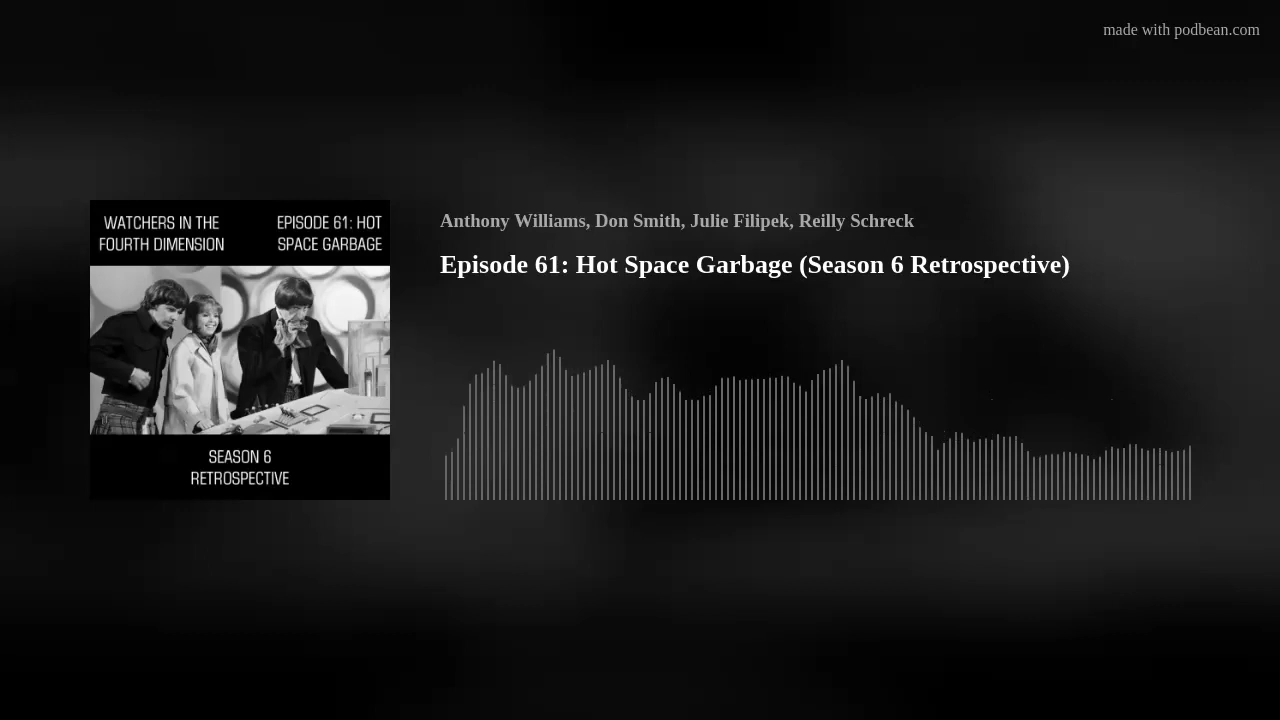 made with podbean.com
WATCHERS IN THE
FOURTH DIMENSION
EPISODE 61: HOT
SPACE GARBAGE
SEASON 6
RETROSPECTIVE
Anthony Williams, Don Smith, Julie Filipek, Reilly Schreck
Episode 61: Hot Space Garbage (Season 6 Retrospective)